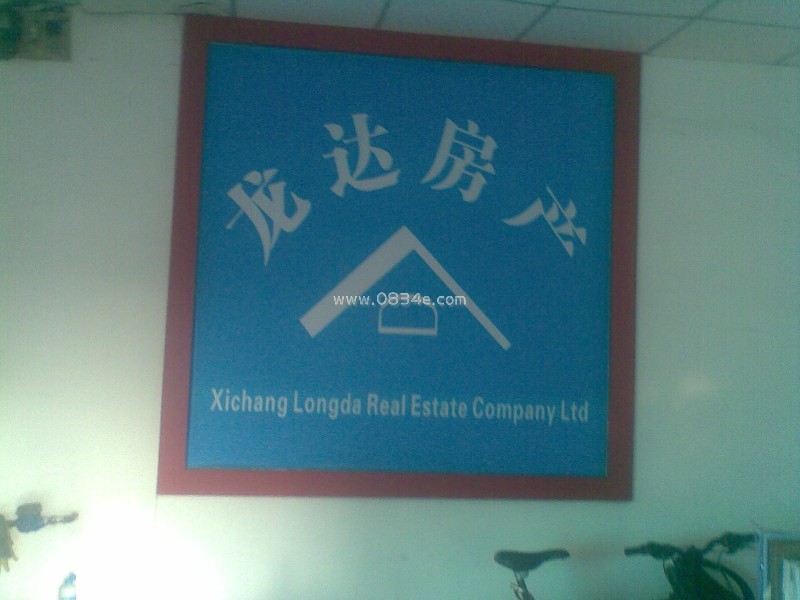 龙达房产
www.0834e.com
Xichang Longda Real Estate Company Ltd